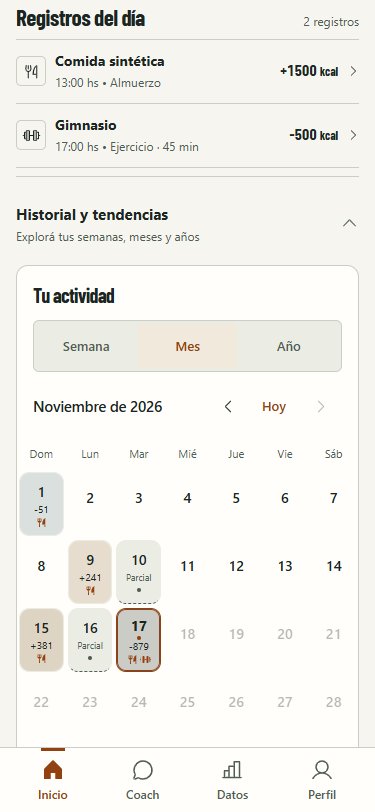 Registros del día
2 registros
Comida sintética
13:00 hs • Almuerzo
+1500 kcal
Gimnasio
17:00 hs • Ejercicio · 45 min
-500 kcal
Historial y tendencias
Explorá tus semanas, meses y años
Tu actividad
Semana Mes Año
Noviembre de 2026
Hoy
Dom Lun Mar Mié Jue Vie Sáb
1 2 3 4 5 6 7
-51
8 9 10 11 12 13 14
+241 Parcial
15 16 17 18 19 20 21
+381 Parcial -879
22 23 24 25 26 27 28
Inicio Coach Datos Perfil